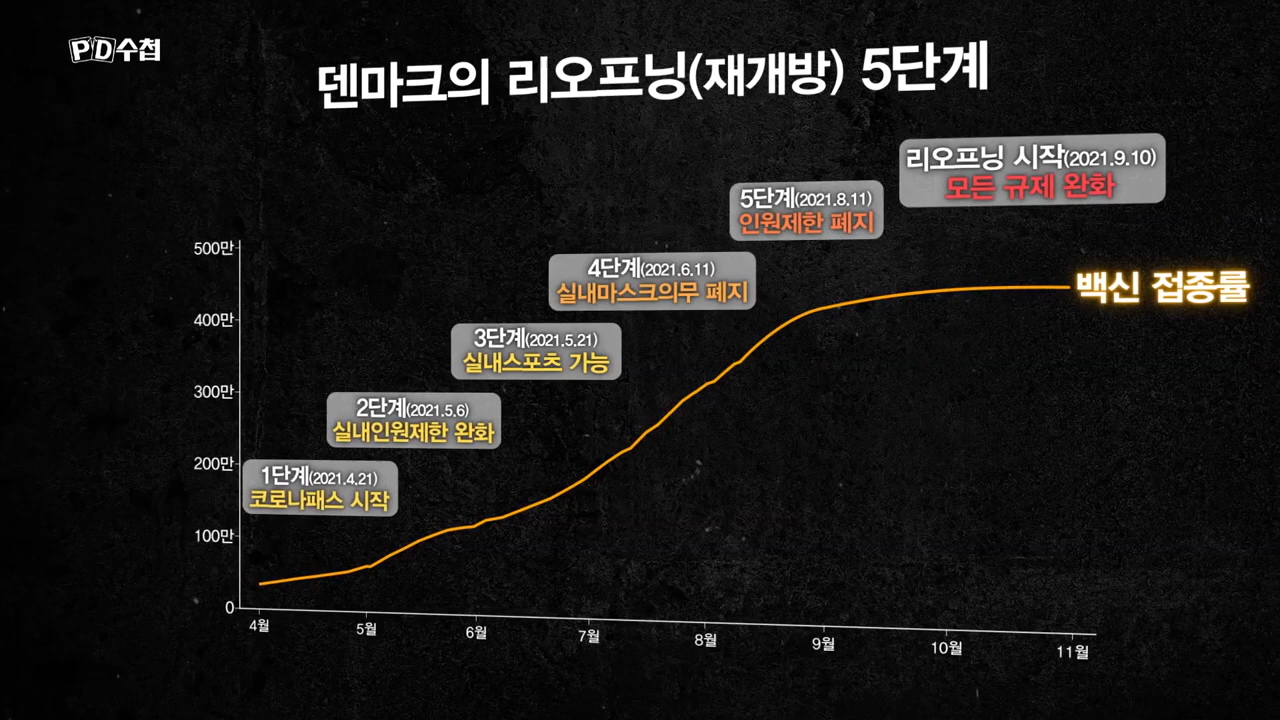 PD수첩
덴마크의 리오프닝(재개방) 5단계
리오프닝 시작(2021.9.10)
모든 규제 완화
5단계(2021.8.11)
인원제한 폐지
4단계(2021.6.11)
실내마스크의무 폐지
3단계(2021.5.21)
실내스포츠 가능
2단계(2021.5.6)
실내인원제한 완화
1단계(2021.4.21)
코로나패스 시작
백신 접종률
500만
400만
300만
200만
100만
0
4월 5월 6월 7월 8월 9월 10월 11월